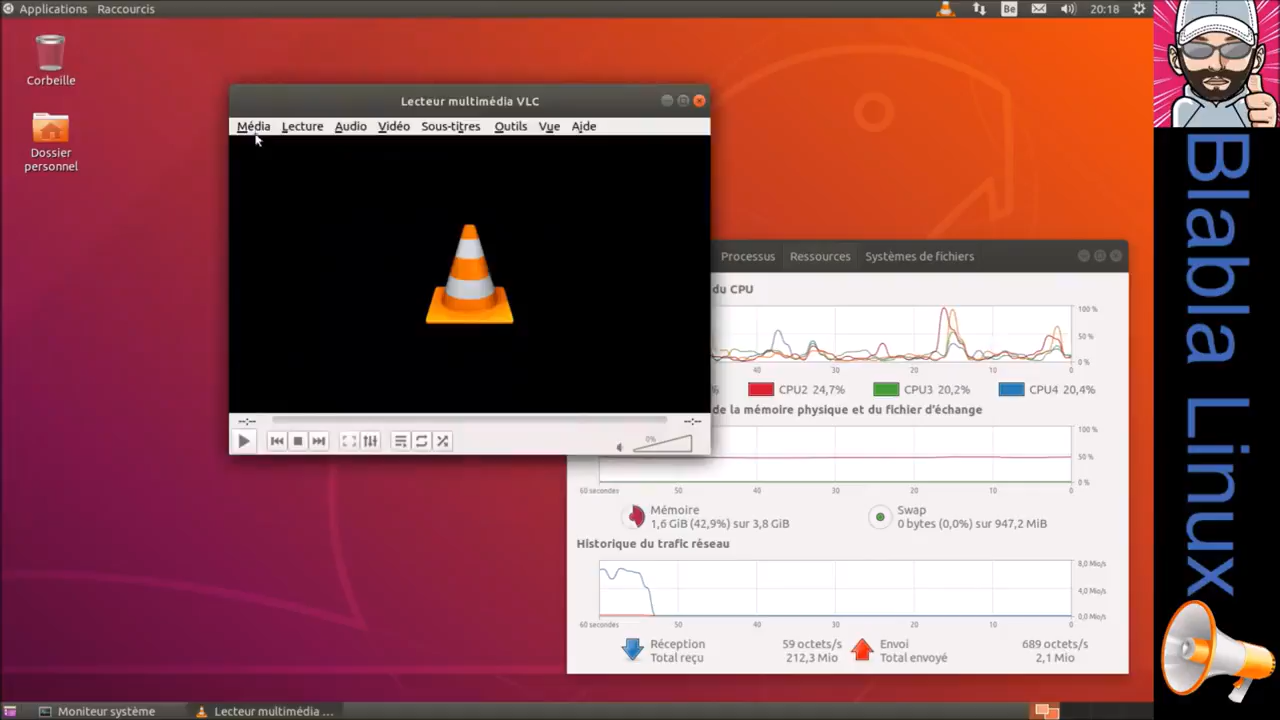 Applications Raccourcis
Be 20:18
Corbeille
Dossier
personnel
Lecteur multimédia VLC
Média Lecture Audio Vidéo Sous-titres Outils Vue Aide
--:-- --:--
0%
Processus Ressources Systèmes de fichiers
du CPU
100 %
50 %
0 %
40 30 20 10 0
% CPU2 24,7% CPU3 20,2% CPU4 20,4%
de la mémoire physique et du fichier d'échange
100 %
50 %
0 %
60 secondes 50 40 30 20 10 0
Mémoire
1,6 GiB (42,9%) sur 3,8 GiB
Swap
0 bytes (0,0%) sur 947,2 MiB
Historique du trafic réseau
8,0 Mio/s
4,0 Mio/s
0,0 Mio/s
60 secondes 50 40 30 20 10 0
Réception 59 octets/s
Total reçu 212,3 Mio
Envoi 689 octets/s
Total envoyé 2,1 Mio
Moniteur système Lecteur multimédia ...
Blabla Linux